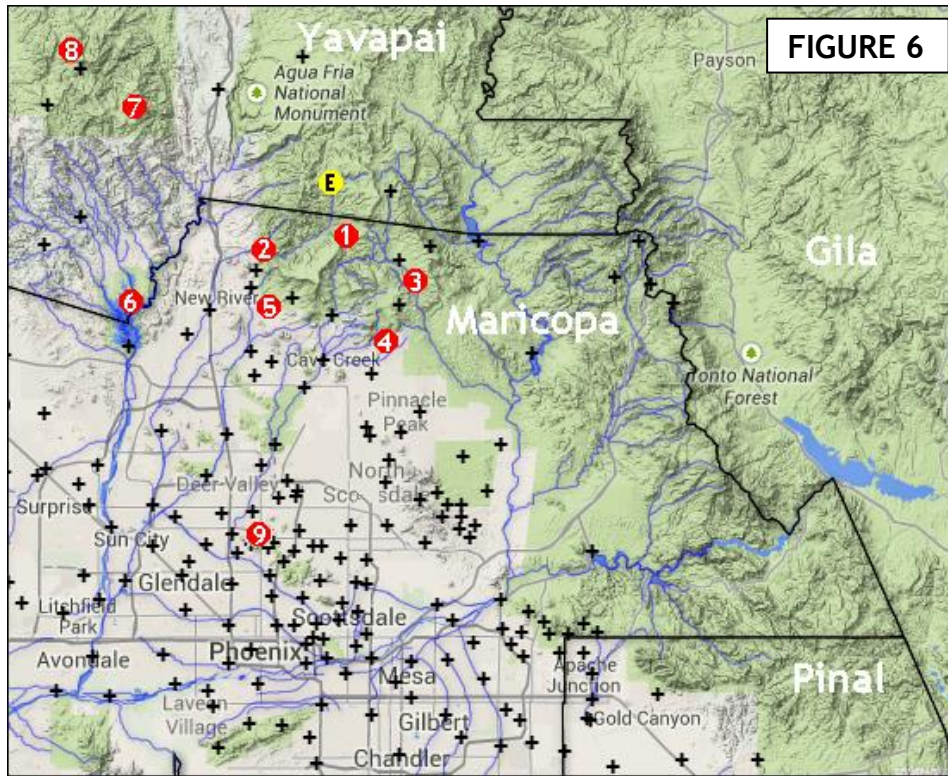 FIGURE 6
Yavapai
8
Payson
Agua Fria
National
Monument
7
E
1
2
Gila
3
6
New River
5
Maricopa
4
Cave Creek
Tonto National
Forest
Pinnacle
Peak
North
Scottsdale
Deer Valley
Surprise
9
Sun City
Glendale
Litchfield
Park
Scottsdale
Phoenix
Avondale
Mesa
Apache
Junction
Pinal
Laveen
Village
Gilbert
Gold Canyon
Chandler